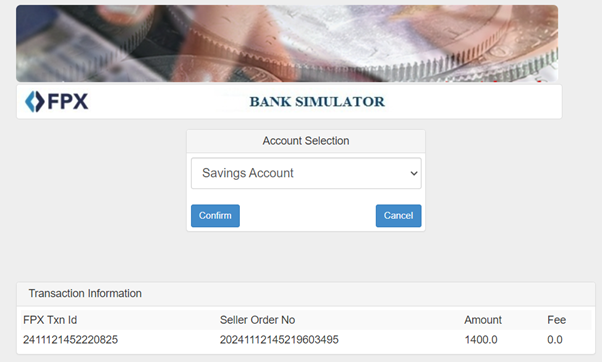 FPX
BANK SIMULATOR
Account Selection
Savings Account
Confirm
Cancel
Transaction Information
FPX Txn Id Seller Order No Amount Fee
2411121452220825 20241112145219603495 1400.0 0.0